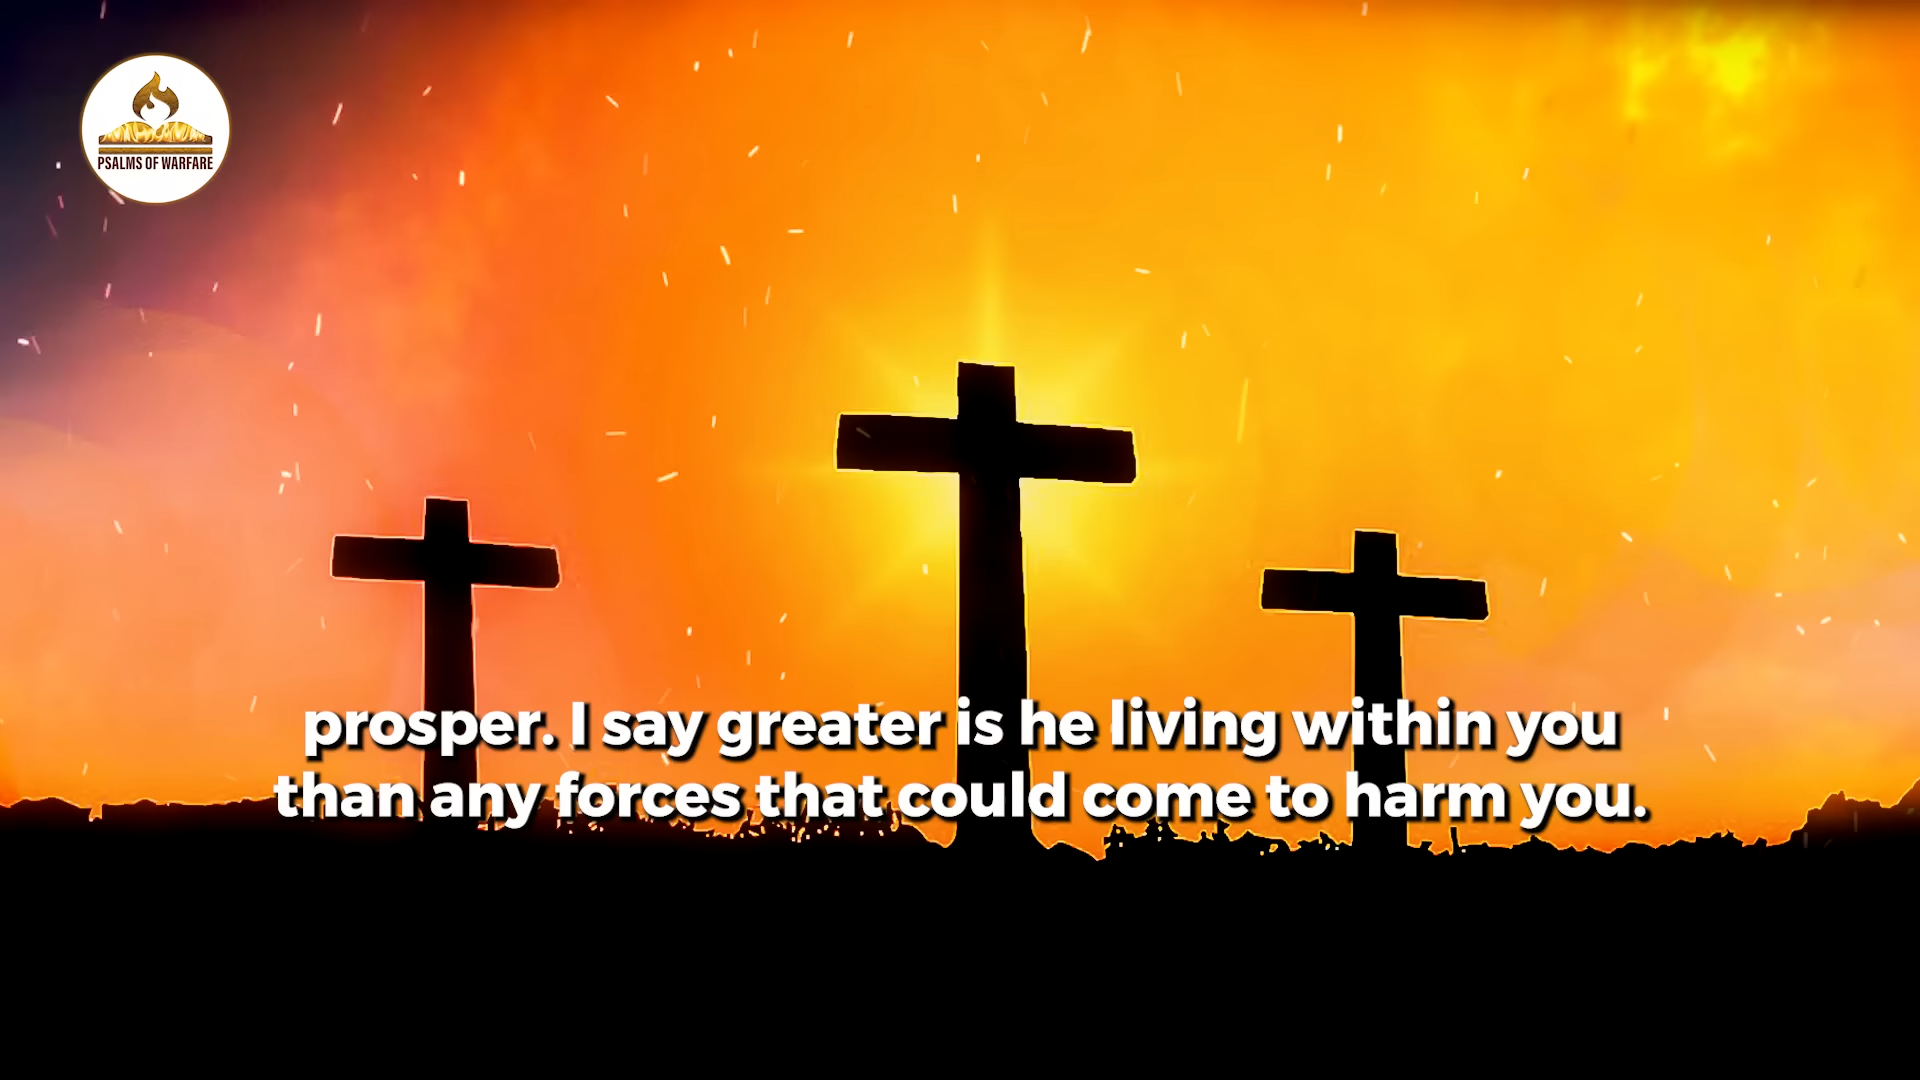 PSALMS OF WARFARE
prosper. I say greater is he living within you
than any forces that could come to harm you.